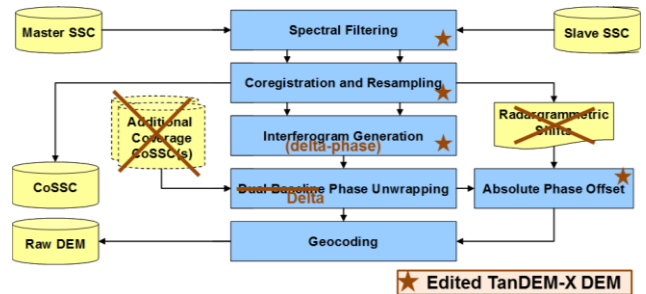 Master SSC
Spectral Filtering
Slave SSC
Coregistration and Resampling
Additional
Coverage
CoSSC(s)
Radargrammetric
Shifts
Interferogram Generation
(delta-phase)
CoSSC
Dual Baseline Phase Unwrapping
Delta
Absolute Phase Offset
Raw DEM
Geocoding
Edited TanDEM-X DEM